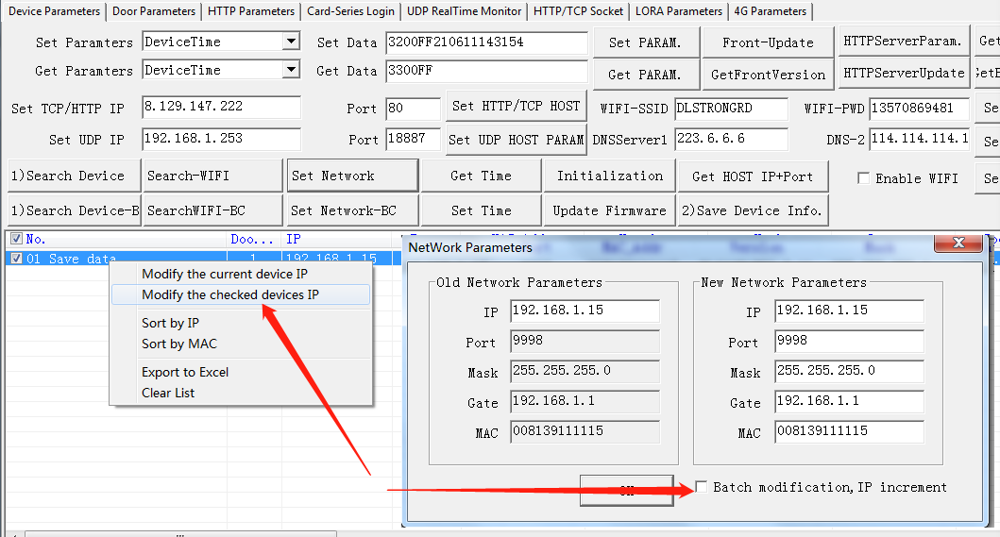 Device Parameters Door Parameters HTTP Parameters Card-Series Login UDP RealTime Monitor HTTP/TCP Socket LORA Parameters 4G Parameters
Set Paramters DeviceTime Set Data 3200FF210611143154 Set PARAM. Front-Update HTTPServerParam.
Get Paramters DeviceTime Get Data 3300FF Get PARAM. GetFrontVersion HTTPServerUpdate
Set TCP/HTTP IP 8.129.147.222 Port 80 Set HTTP/TCP HOST WIFI-SSID DLSTRONGRD WIFI-PWD 13570869481
Set UDP IP 192.168.1.253 Port 18887 Set UDP HOST PARAM DNSServer1 223.6.6.6 DNS-2 114.114.114.1
1)Search Device Search-WIFI Set Network Get Time Initialization Get HOST IP+Port Enable WIFI
1)Search Device-B SearchWIFI-BC Set Network-BC Set Time Update Firmware 2)Save Device Info.
No. Doo... IP
01 Save data 1 192.168.1.15
Modify the current device IP
Modify the checked devices IP
Sort by IP
Sort by MAC
Export to Excel
Clear List
NetWork Parameters
Old Network Parameters
IP 192.168.1.15
Port 9998
Mask 255.255.255.0
Gate 192.168.1.1
MAC 008139111115
New Network Parameters
IP 192.168.1.15
Port 9998
Mask 255.255.255.0
Gate 192.168.1.1
MAC 008139111115
Batch modification,IP increment